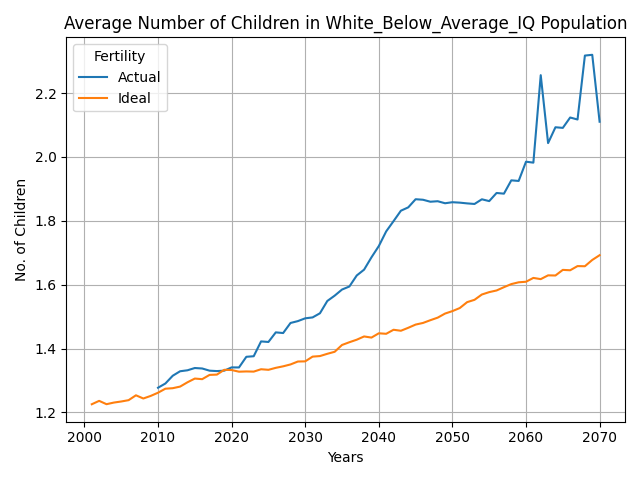 Average Number of Children in White_Below_Average_IQ Population
Fertility
Actual
Ideal
No. of Children
2.2
2.0
1.8
1.6
1.4
1.2
2000 2010 2020 2030 2040 2050 2060 2070
Years